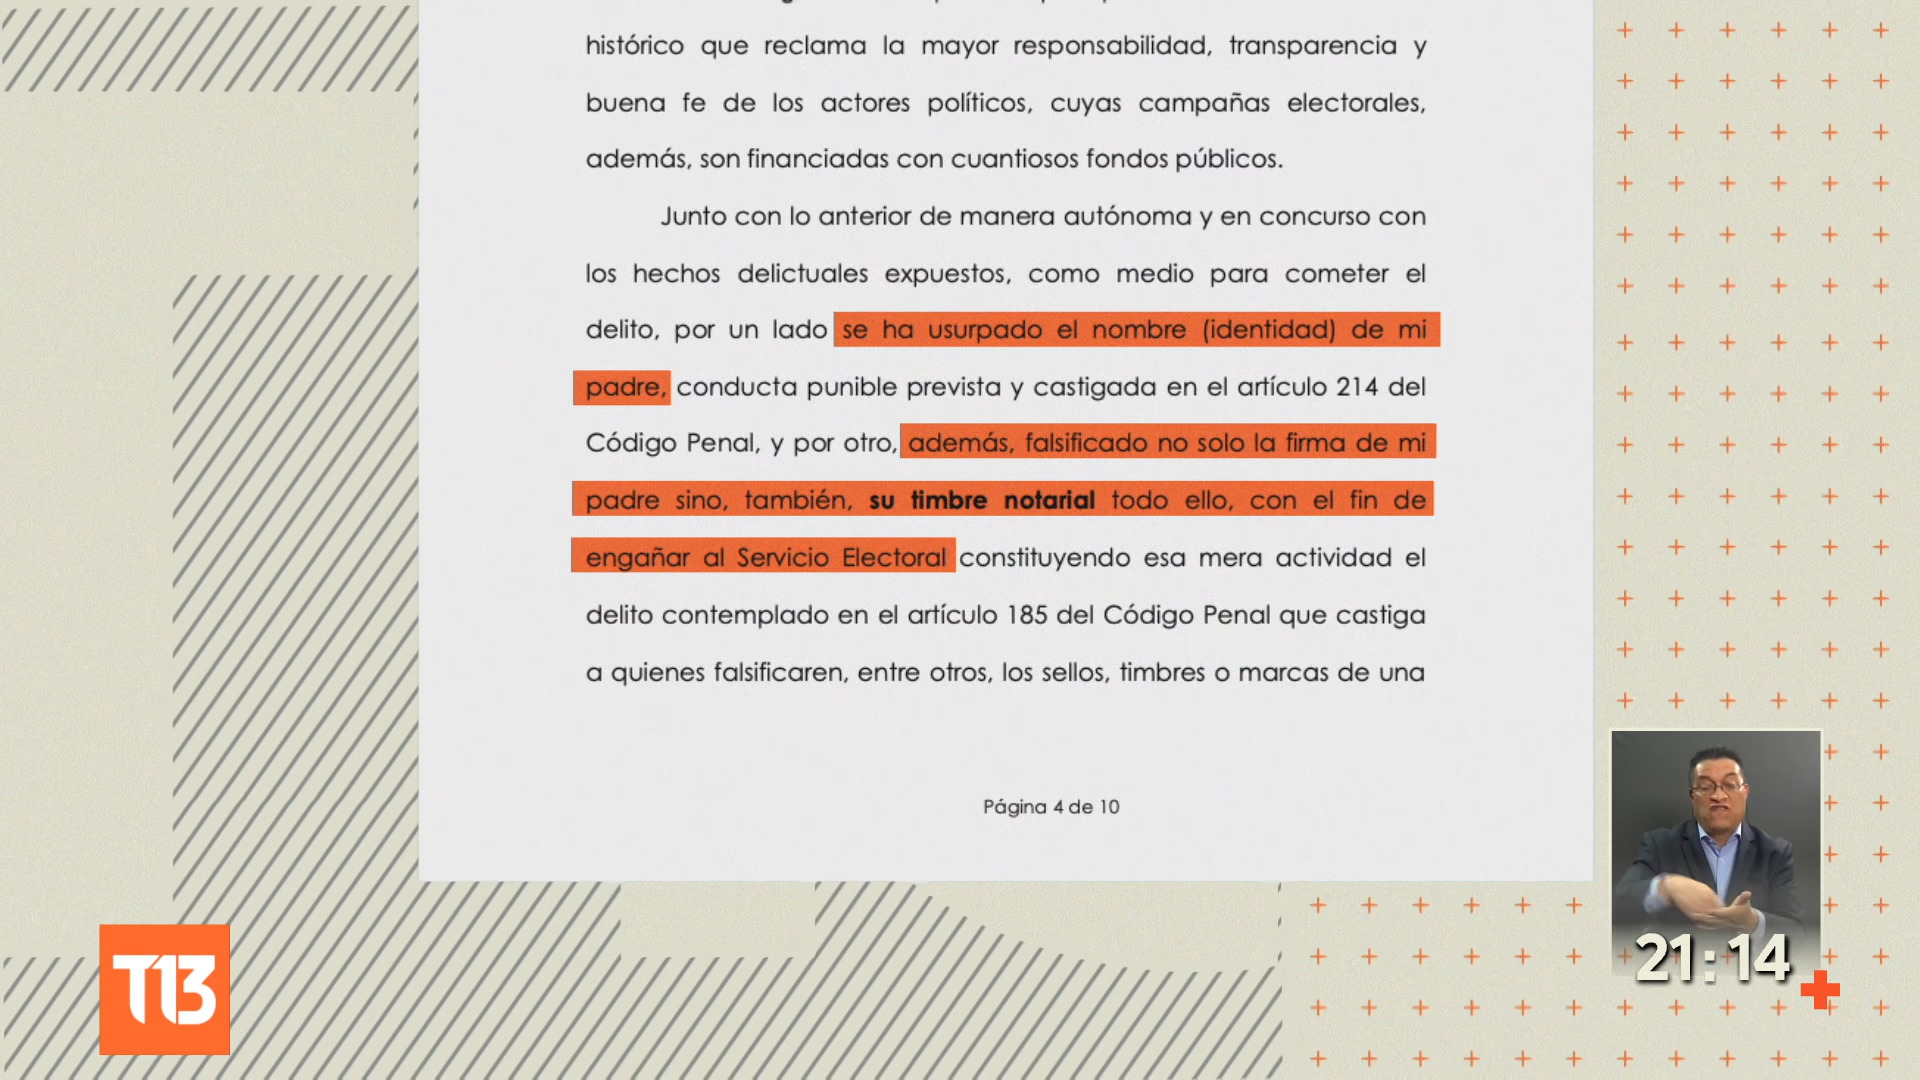 histórico que reclama la mayor responsabilidad, transparencia y
buena fe de los actores políticos, cuyas campañas electorales,
además, son financiadas con cuantiosos fondos públicos.
Junto con lo anterior de manera autónoma y en concurso con
los hechos delictuales expuestos, como medio para cometer el
delito, por un lado se ha usurpado el nombre (identidad) de mi
padre, conducta punible prevista y castigada en el artículo 214 del
Código Penal, y por otro, además, falsificado no solo la firma de mi
padre sino, también, su timbre notarial todo ello, con el fin de
engañar al Servicio Electoral constituyendo esa mera actividad el
delito contemplado en el artículo 185 del Código Penal que castiga
a quienes falsificaren, entre otros, los sellos, timbres o marcas de una
Página 4 de 10
T13
21:14